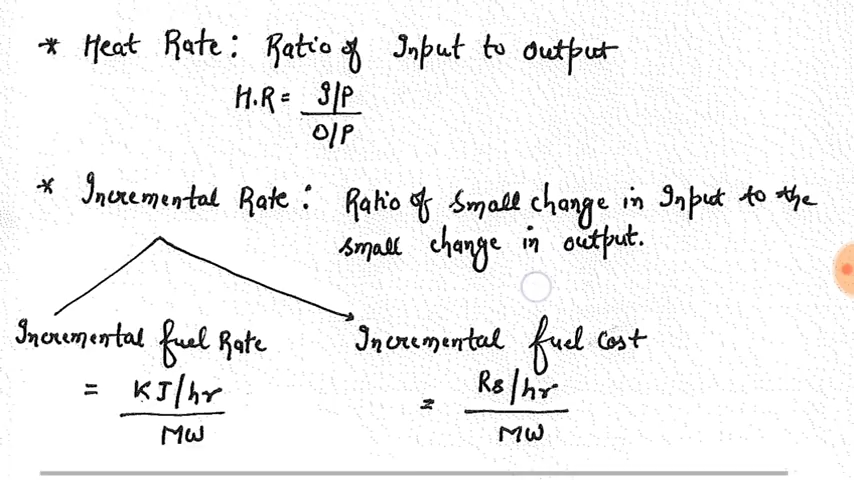 * Heat Rate: Ratio of Input to output
H.R = I/P
O/P
* Incremental Rate: Ratio of small change in Input to the
small change in output.
Incremental fuel Rate
= KJ/hr
MW
Incremental fuel Cost
= Rs/hr
MW